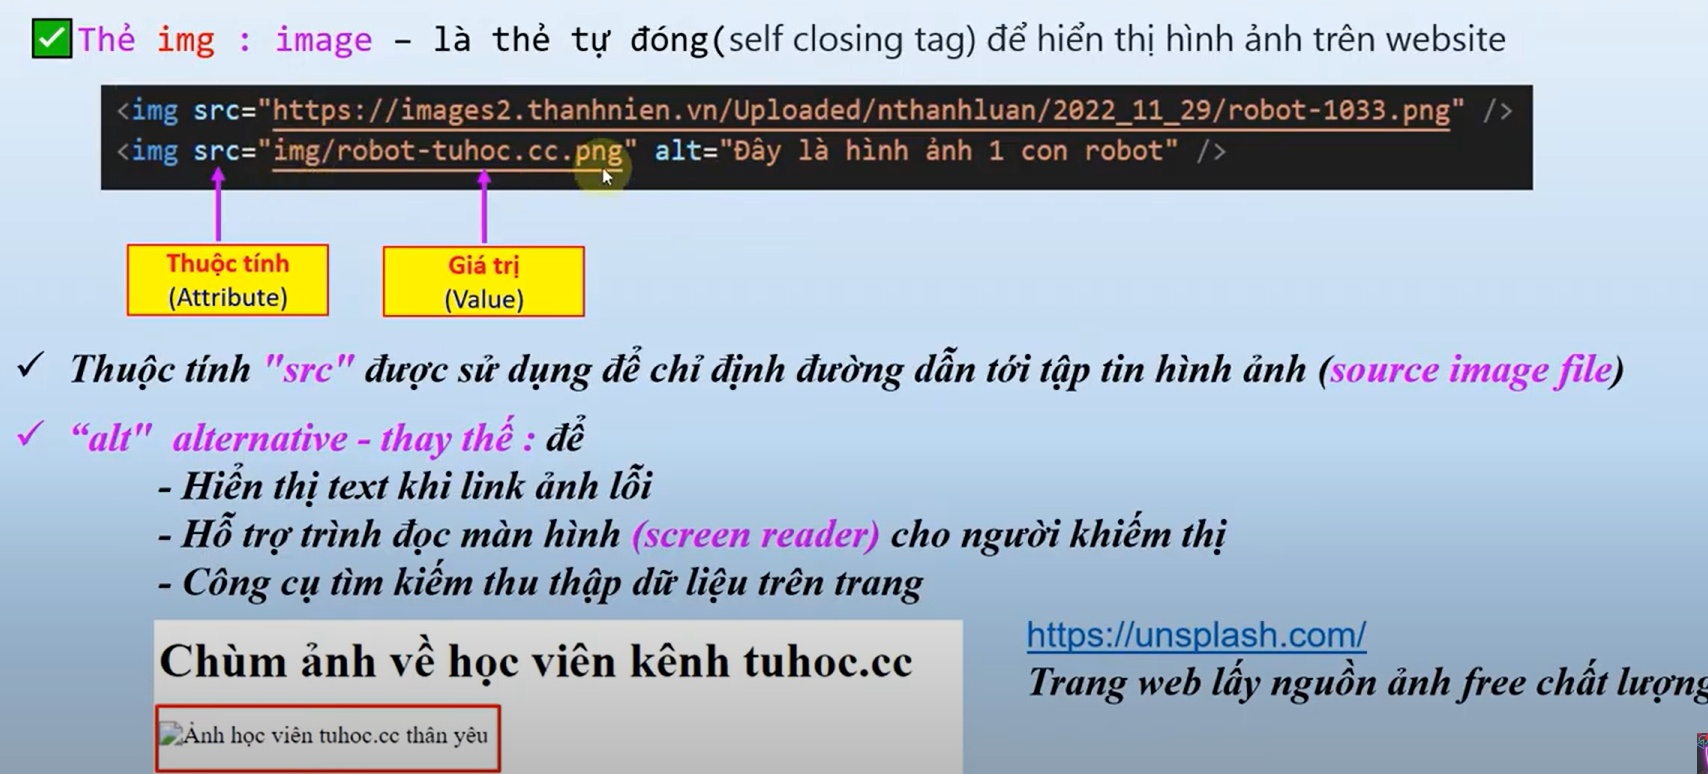 Thẻ img : image – là thẻ tự đóng(self closing tag) để hiển thị hình ảnh trên website
<img src="https://images2.thanhnien.vn/Uploaded/nthanhluan/2022_11_29/robot-1033.png" />
<img src="img/robot-tuhoc.cc.png" alt="Đây là hình ảnh 1 con robot" />
Thuộc tính
(Attribute)
Giá trị
(Value)
✓ Thuộc tính "src" được sử dụng để chỉ định đường dẫn tới tập tin hình ảnh (source image file)
✓ “alt" alternative - thay thế : để
- Hiển thị text khi link ảnh lỗi
- Hỗ trợ trình đọc màn hình (screen reader) cho người khiếm thị
- Công cụ tìm kiếm thu thập dữ liệu trên trang
Chùm ảnh về học viên kênh tuhoc.cc
Ảnh học viên tuhoc.cc thân yêu
https://unsplash.com/
Trang web lấy nguồn ảnh free chất lượng